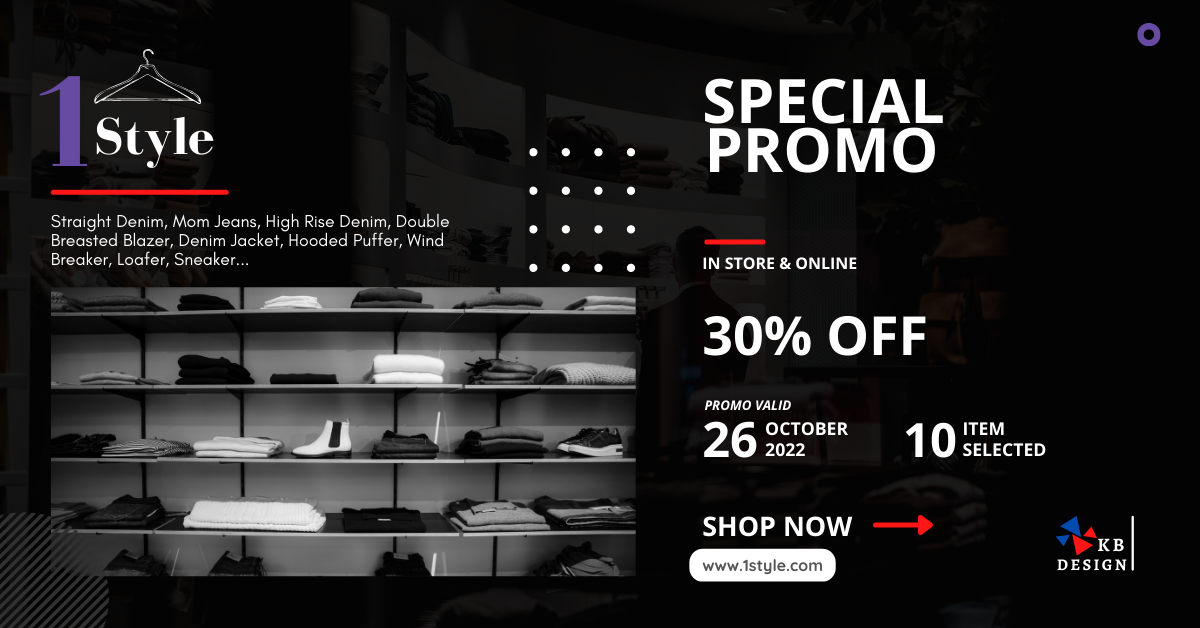 1 Style
Straight Denim, Mom Jeans, High Rise Denim, Double
Breasted Blazer, Denim Jacket, Hooded Puffer, Wind
Breaker, Loafer, Sneaker...
SPECIAL
PROMO
IN STORE & ONLINE
30% OFF
PROMO VALID
26 OCTOBER
2022
10 ITEM
SELECTED
SHOP NOW
www.1style.com
KB
DESIGN